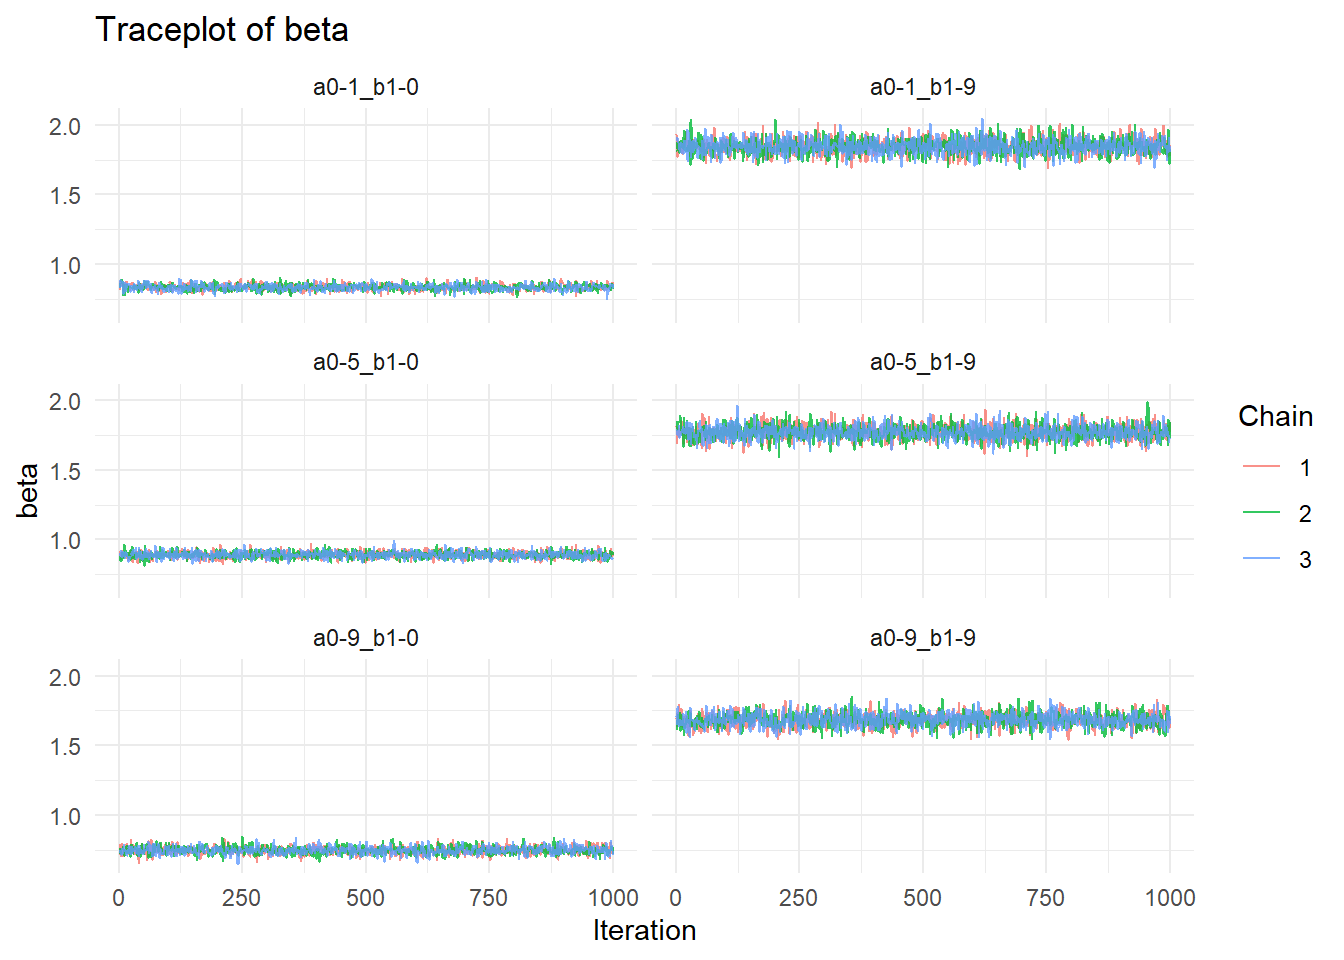 Traceplot of beta
a0-1_b1-0
a0-1_b1-9
2.0
1.5
1.0
a0-5_b1-0
a0-5_b1-9
2.0
1.5
1.0
beta
a0-9_b1-0
a0-9_b1-9
2.0
1.5
1.0
0 250 500 750 1000
0 250 500 750 1000
Iteration
Chain
1
2
3